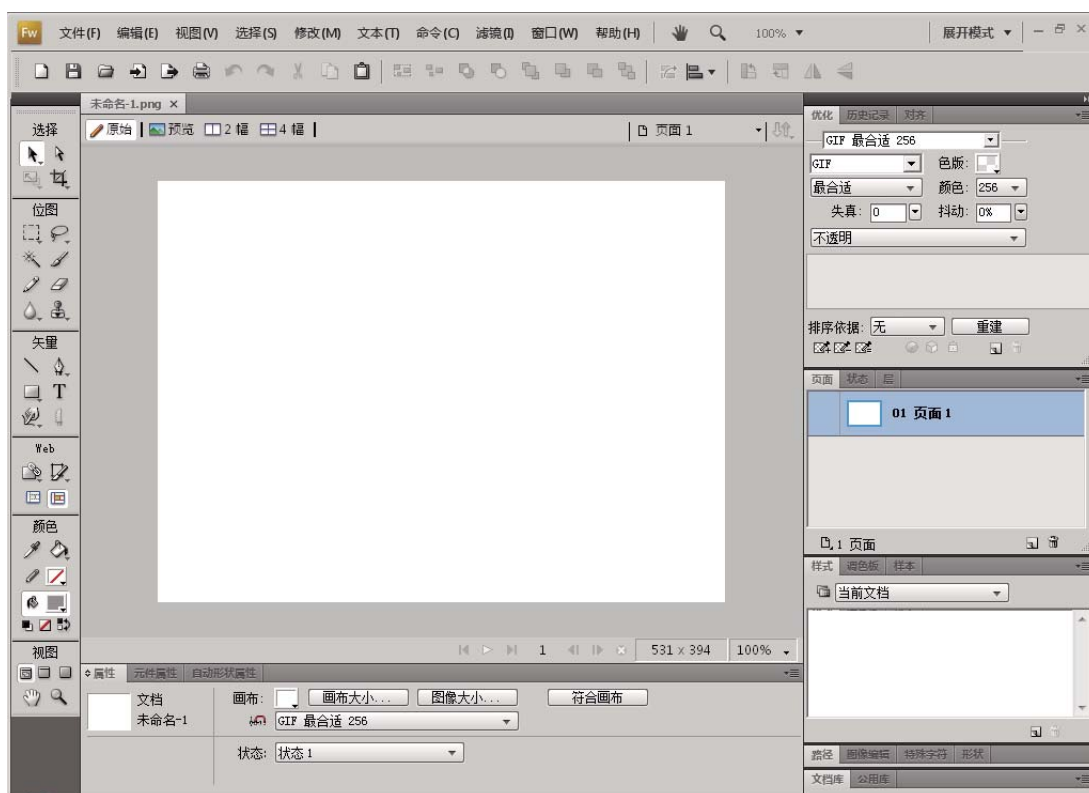 Fw 文件(F) 编辑(E) 视图(V) 选择(S) 修改(M) 文本(T) 命令(C) 滤镜(I) 窗口(W) 帮助(H) 100% 展开模式
未命名-1.png ×
原始 预览 2 幅 4 幅 页面 1
选择
位图
矢量
T
Web
颜色
视图
1 531 x 394 100%
属性 元件属性 自动形状属性
文档
未命名-1
画布: 画布大小... 图像大小... 符合画布
GIF 最合适 256
状态: 状态 1
优化 历史记录 对齐
GIF 最合适 256
GIF 色版:
最合适 颜色: 256
失真: 0 抖动: 0%
不透明
排序依据: 无 重建
页面 状态 层
01 页面 1
1 页面
样式 调色板 样本
当前文档
路径 图像编辑 特殊字符 形状
文档库 公用库